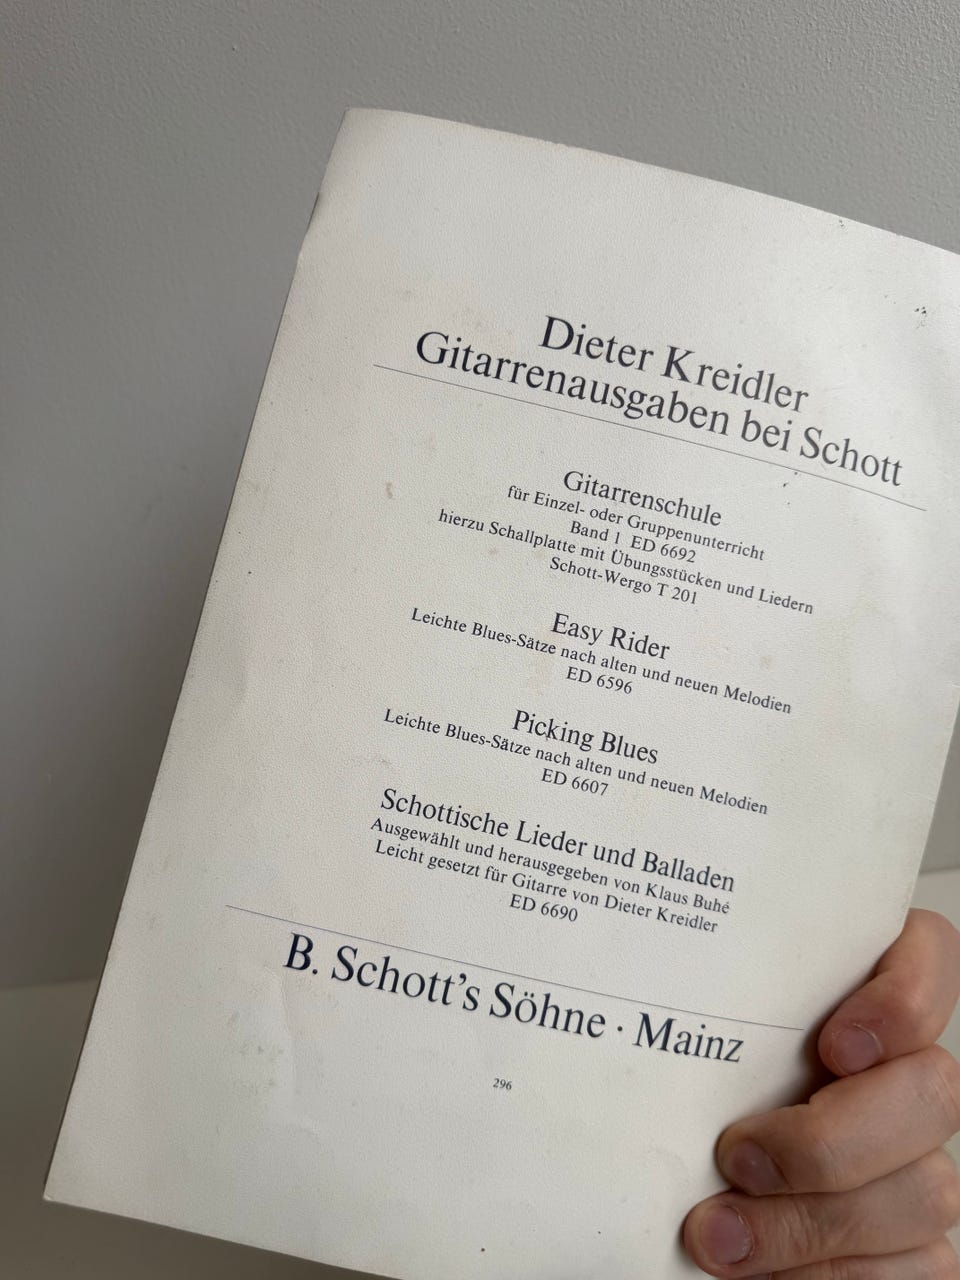 Dieter Kreidler
Gitarrenausgaben bei Schott
Gitarrenschule
für Einzel- oder Gruppenunterricht
Band 1 ED 6692
hierzu Schallplatte mit Übungsstücken und Liedern
Schott-Wergo T 201
Easy Rider
Leichte Blues-Sätze nach alten und neuen Melodien
ED 6596
Picking Blues
Leichte Blues-Sätze nach alten und neuen Melodien
ED 6607
Schottische Lieder und Balladen
Ausgewählt und herausgegeben von Klaus Buhé
Leicht gesetzt für Gitarre von Dieter Kreidler
ED 6690
B. Schott's Söhne · Mainz
296